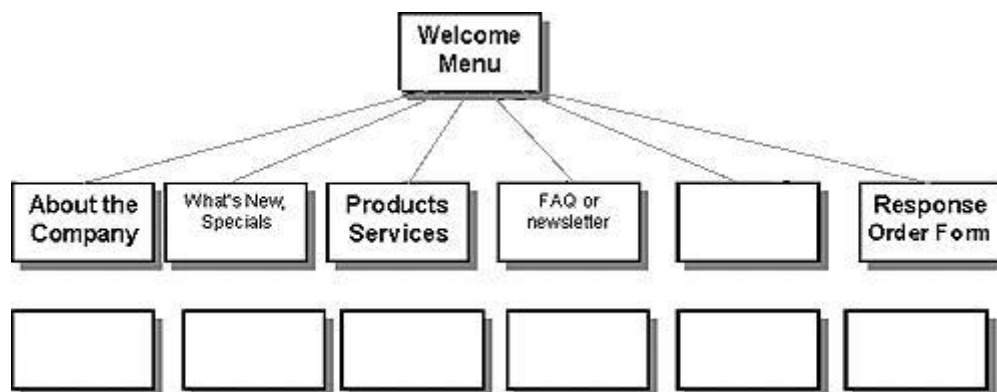 Welcome
Menu
About the
Company
What's New,
Specials
Products
Services
FAQ or
newsletter
Response
Order Form